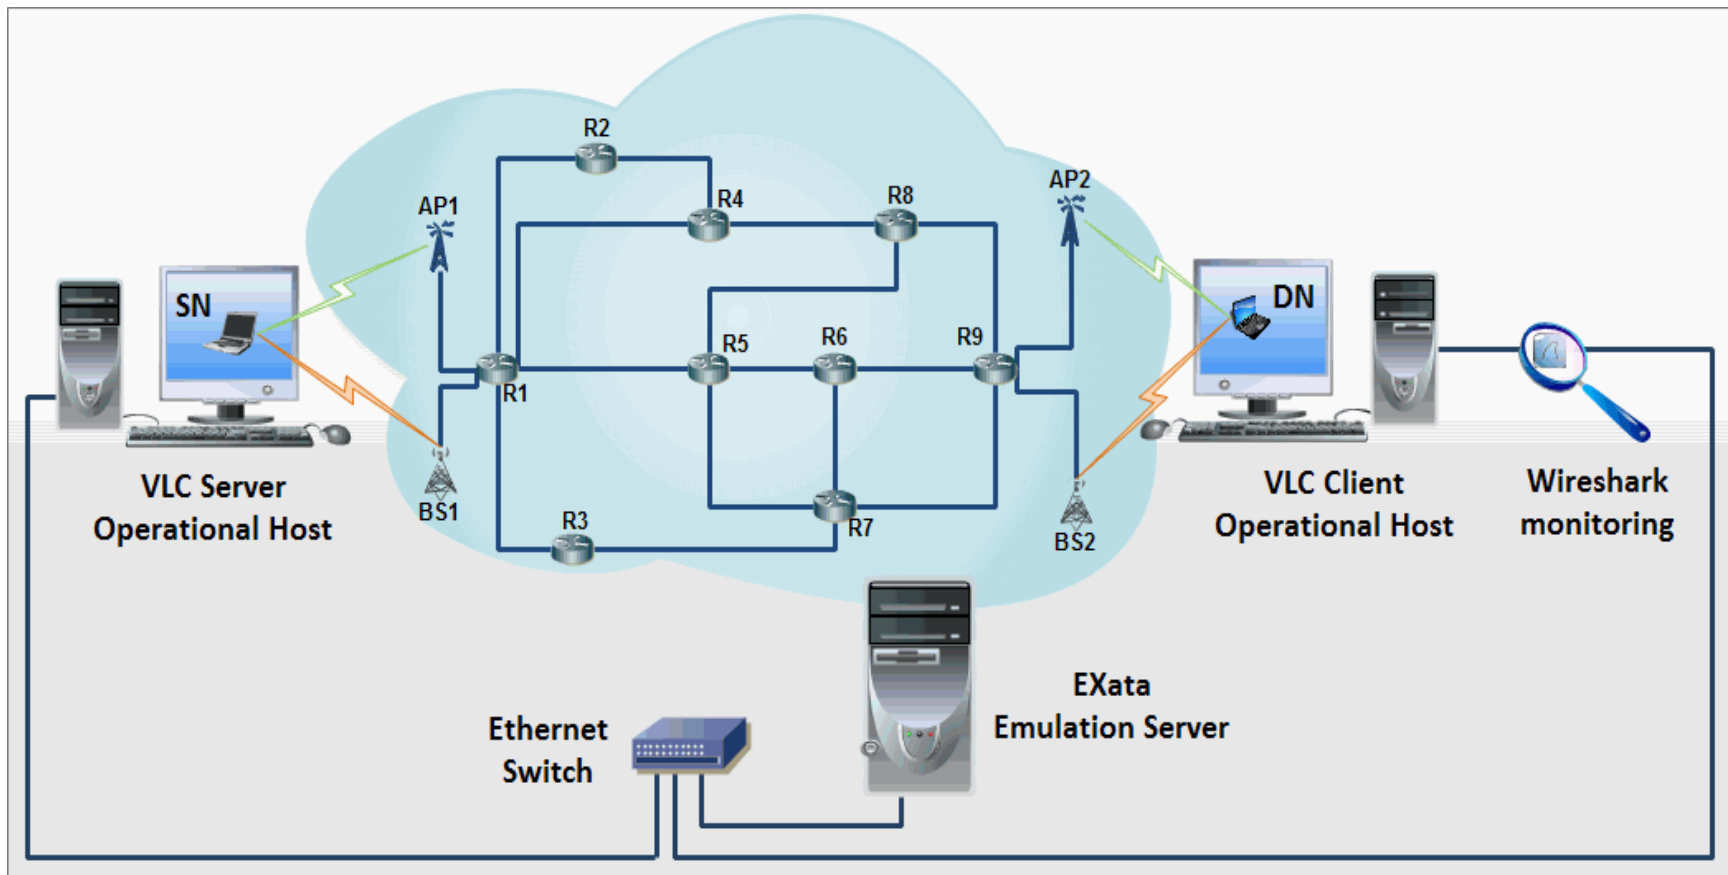 R2
AP2
R4
R8
AP1
SN
DN
R5
R6
R9
R1
VLC Server
Operational Host
BS1
R3
R7
BS2
VLC Client
Operational Host
Wireshark
monitoring
EXata
Emulation Server
Ethernet
Switch